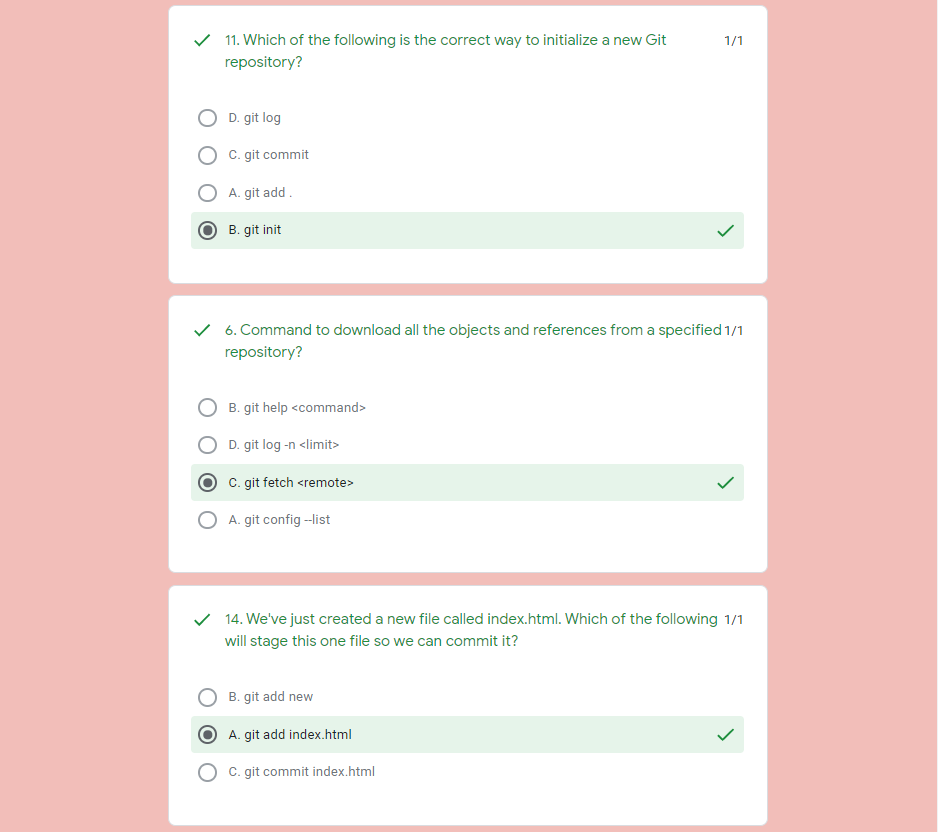 11. Which of the following is the correct way to initialize a new Git 1/1
repository?
D. git log
C. git commit
A. git add .
B. git init
6. Command to download all the objects and references from a specified 1/1
repository?
B. git help <command>
D. git log -n <limit>
C. git fetch <remote>
A. git config --list
14. We've just created a new file called index.html. Which of the following 1/1
will stage this one file so we can commit it?
B. git add new
A. git add index.html
C. git commit index.html